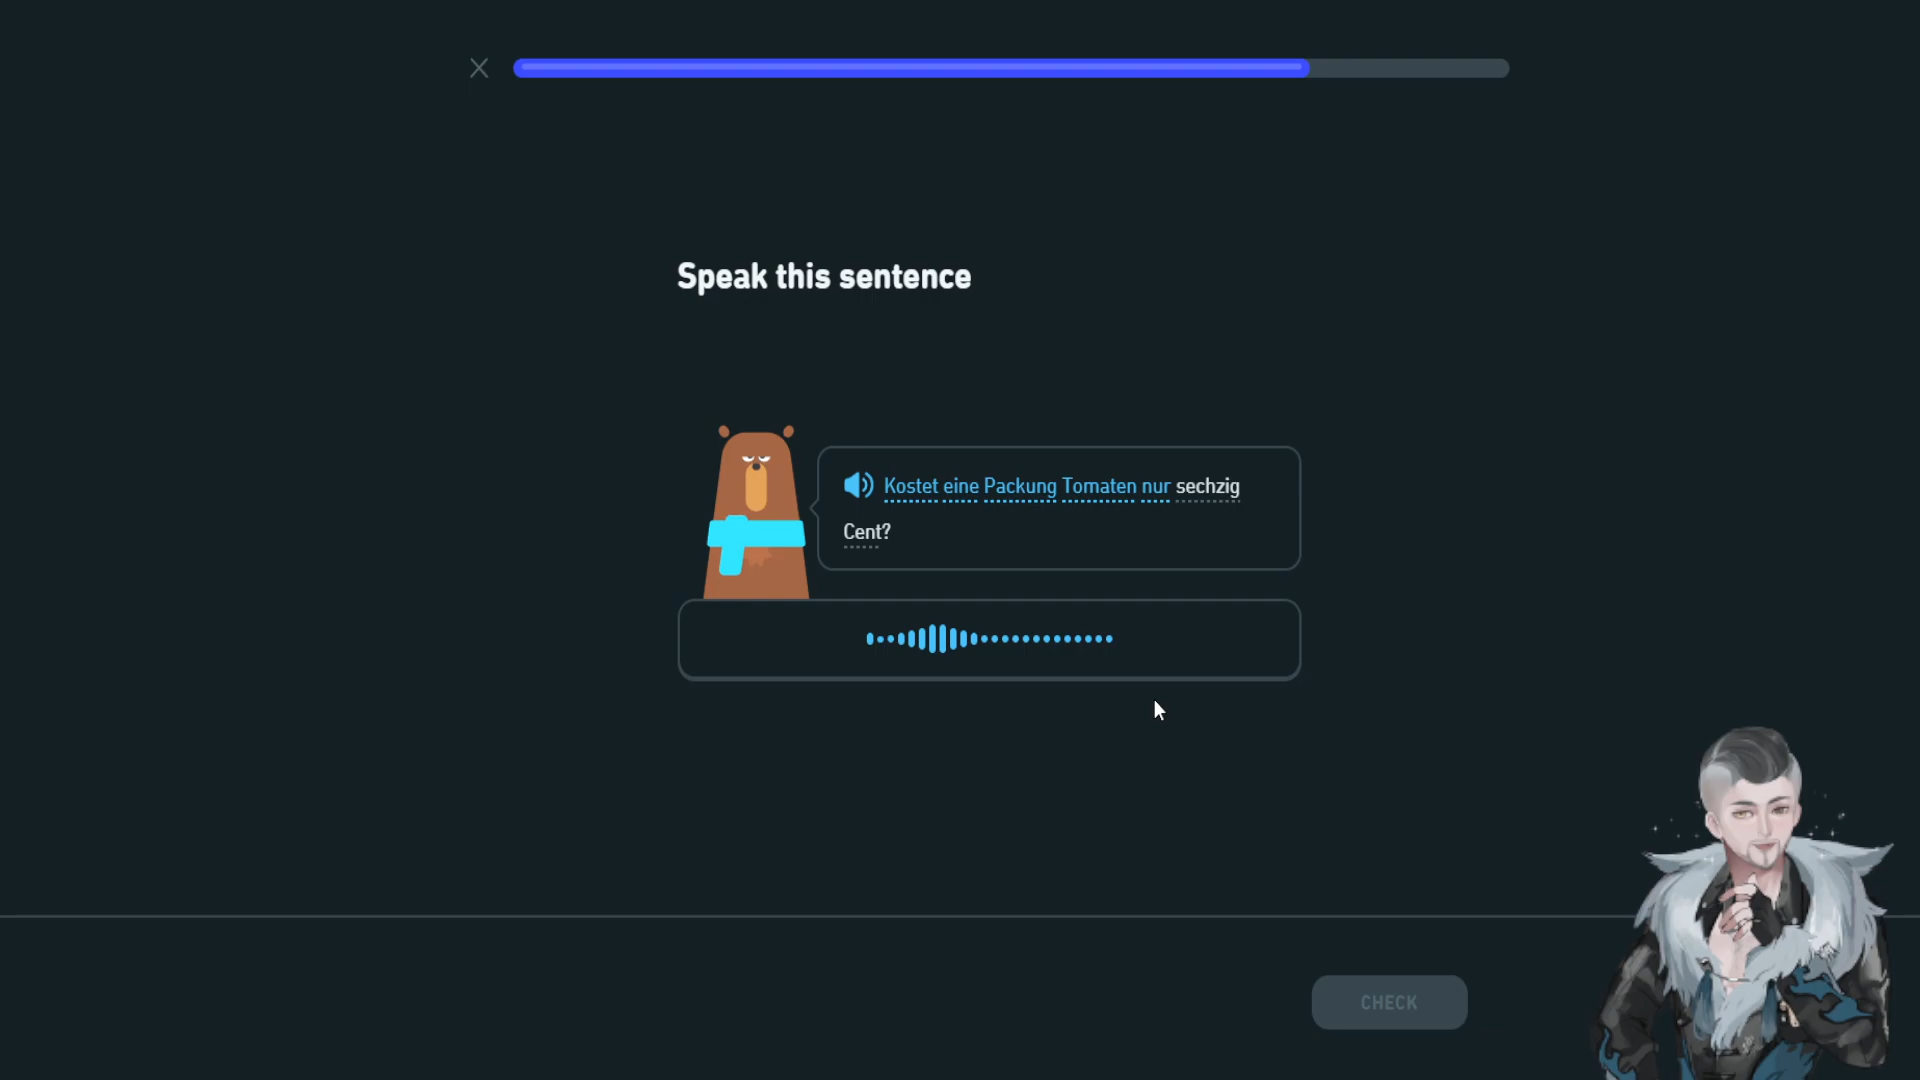 Speak this sentence
Kostet eine Packung Tomaten nur sechzig
Cent?
CHECK